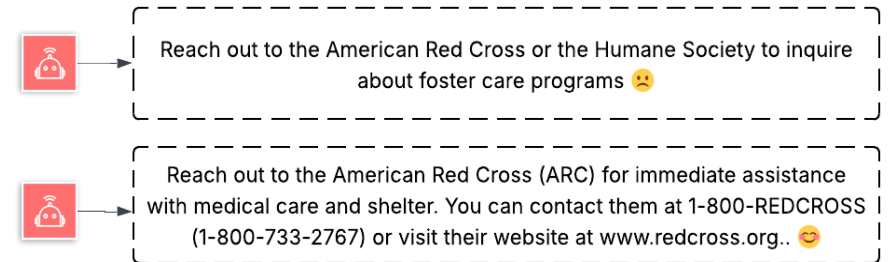 Reach out to the American Red Cross or the Humane Society to inquire
about foster care programs 🙁
Reach out to the American Red Cross (ARC) for immediate assistance
with medical care and shelter. You can contact them at 1-800-REDCROSS
(1-800-733-2767) or visit their website at www.redcross.org.. 😊